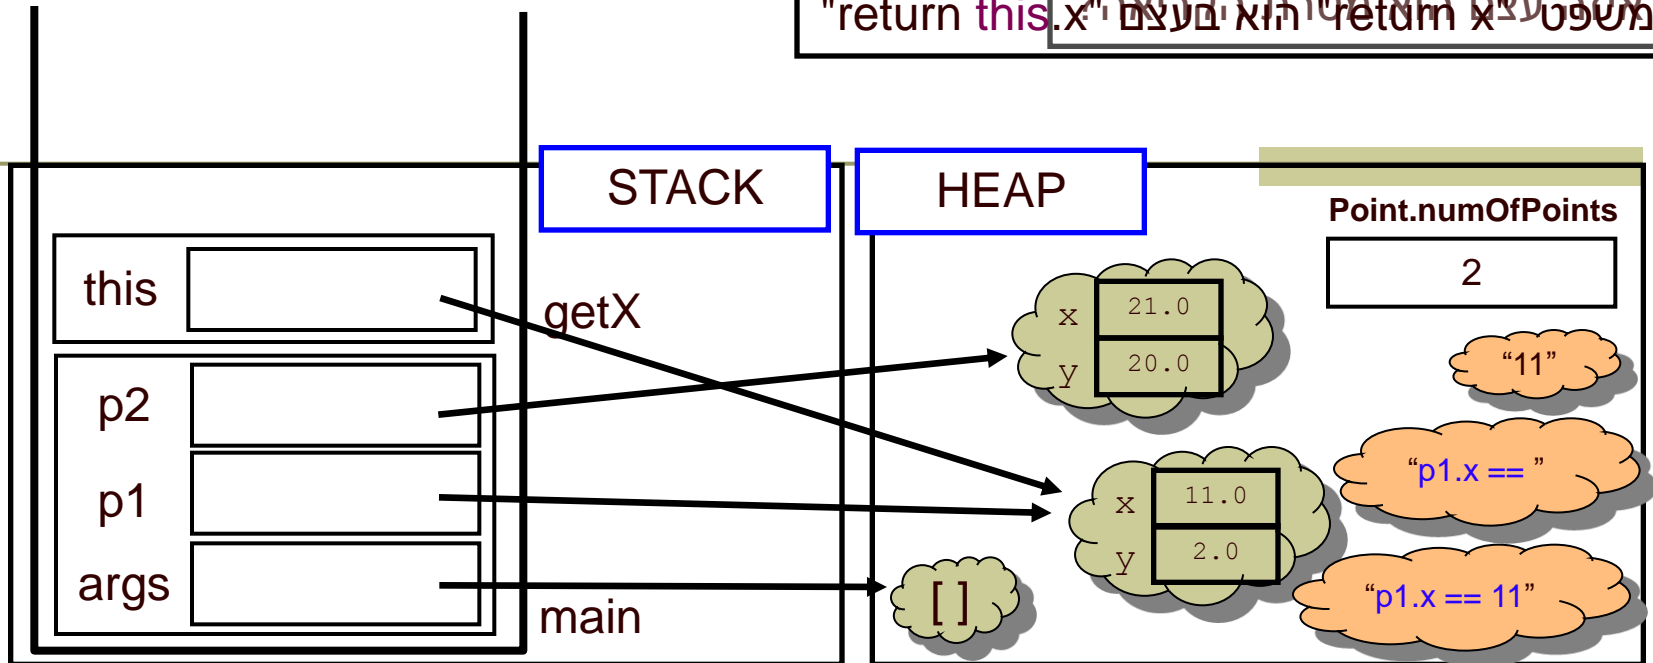 משפט "return x" הוא בעצם "return this.x"
STACK
HEAP
Point.numOfPoints
2
this
getX
p2
p1
args
main
x 21.0
y 20.0
x 11.0
y 2.0
[ ]
“11”
“p1.x == ”
“p1.x == 11”